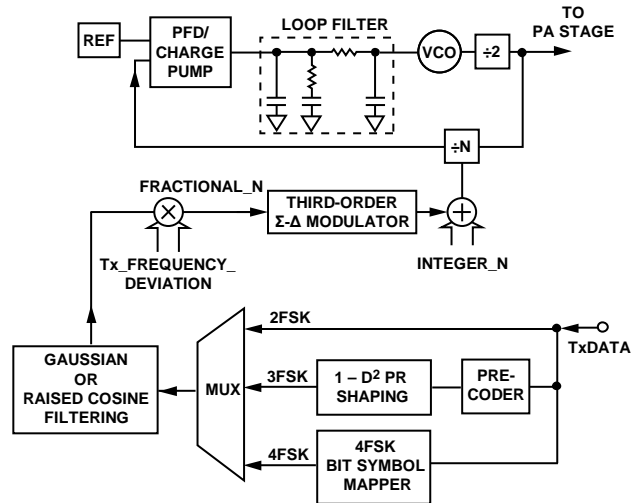 TO
PA STAGE
LOOP FILTER
REF
PFD/
CHARGE
PUMP
VCO
÷2
÷N
FRACTIONAL_N
THIRD-ORDER
Σ-Δ MODULATOR
Tx_FREQUENCY_
DEVIATION
INTEGER_N
2FSK
TxDATA
GAUSSIAN
OR
RAISED COSINE
FILTERING
MUX
3FSK
1 – D² PR
SHAPING
PRE-
CODER
4FSK
4FSK
BIT SYMBOL
MAPPER